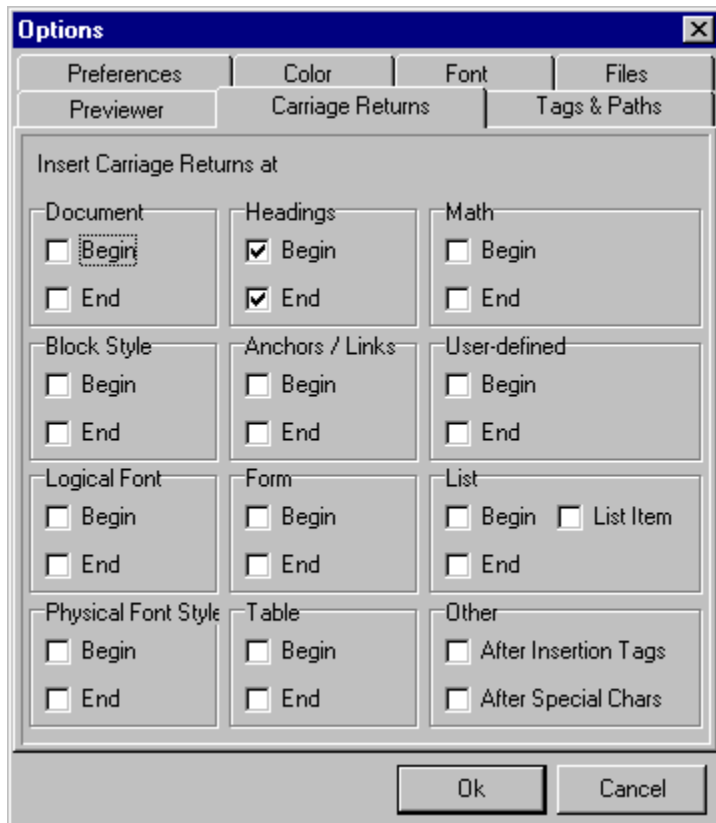 Options
Preferences Color Font Files
Previewer Carriage Returns Tags & Paths
Insert Carriage Returns at
Document Headings Math
Begin Begin Begin
End End End
Block Style Anchors / Links User-defined
Begin Begin Begin
End End End
Logical Font Form List
Begin Begin Begin List Item
End End End
Physical Font Style Table Other
Begin Begin After Insertion Tags
End End After Special Chars
Ok Cancel